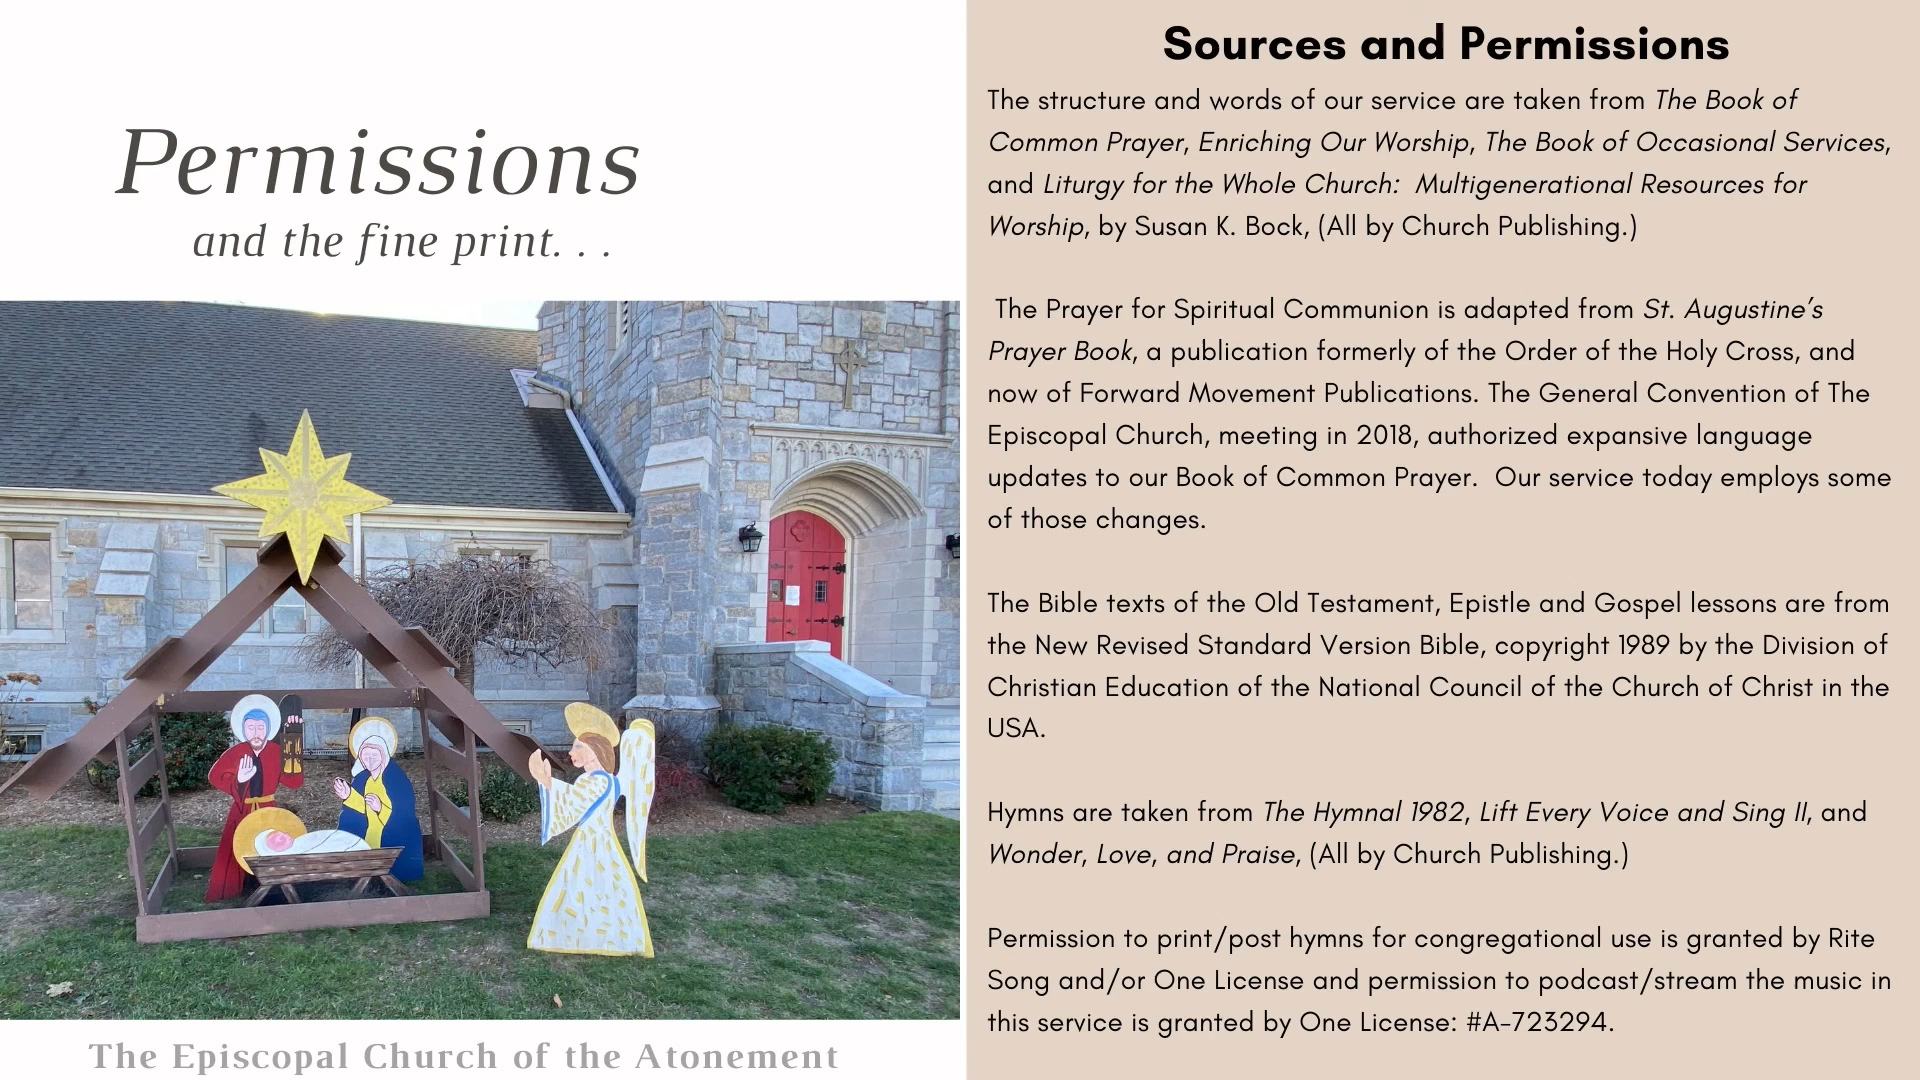 Permissions
and the fine print. . .
The Episcopal Church of the Atonement
Sources and Permissions
The structure and words of our service are taken from The Book of
Common Prayer, Enriching Our Worship, The Book of Occasional Services,
and Liturgy for the Whole Church:  Multigenerational Resources for
Worship, by Susan K. Bock, (All by Church Publishing.)
The Prayer for Spiritual Communion is adapted from St. Augustine’s
Prayer Book, a publication formerly of the Order of the Holy Cross, and
now of Forward Movement Publications. The General Convention of The
Episcopal Church, meeting in 2018, authorized expansive language
updates to our Book of Common Prayer.  Our service today employs some
of those changes.
The Bible texts of the Old Testament, Epistle and Gospel lessons are from
the New Revised Standard Version Bible, copyright 1989 by the Division of
Christian Education of the National Council of the Church of Christ in the
USA.
Hymns are taken from The Hymnal 1982, Lift Every Voice and Sing II, and
Wonder, Love, and Praise, (All by Church Publishing.)
Permission to print/post hymns for congregational use is granted by Rite
Song and/or One License and permission to podcast/stream the music in
this service is granted by One License: #A-723294.